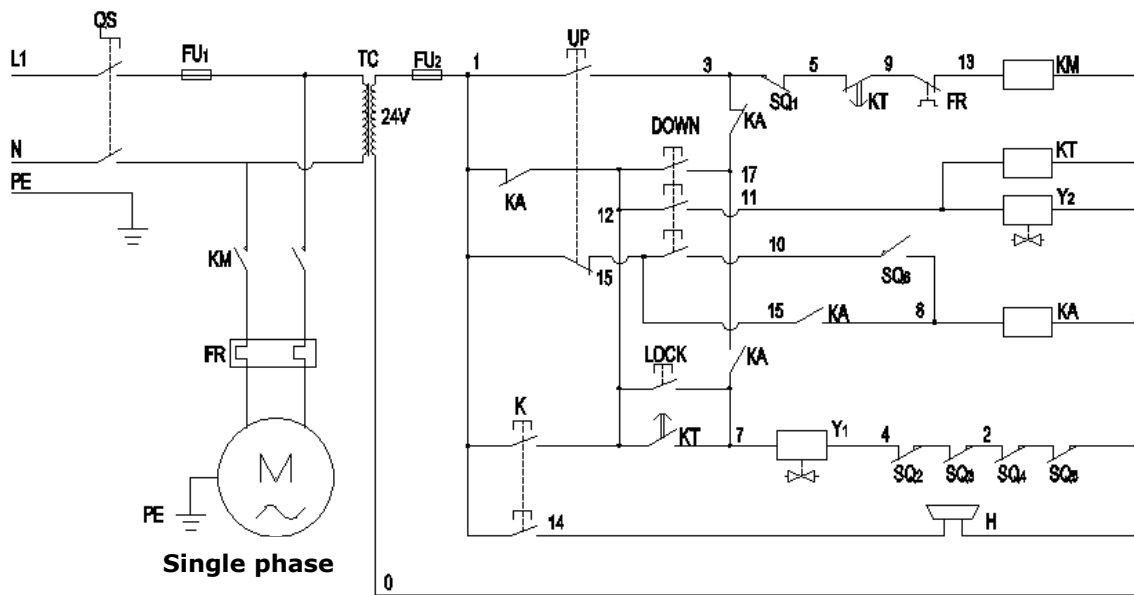 QS
L1 FU1 TC FU2 1 UP 3 5 9 13 KM
SQ1 KT FR
24V KA
DOWN
N KT
PE 17
KA 11 Y2
12
10
KM 15 SQ6
15 KA 8 KA
FR LOCK KA
K
KT 7 Y1 4 2
M SQ2 SQ3 SQ4 SQ5
PE 14 H
Single phase
0